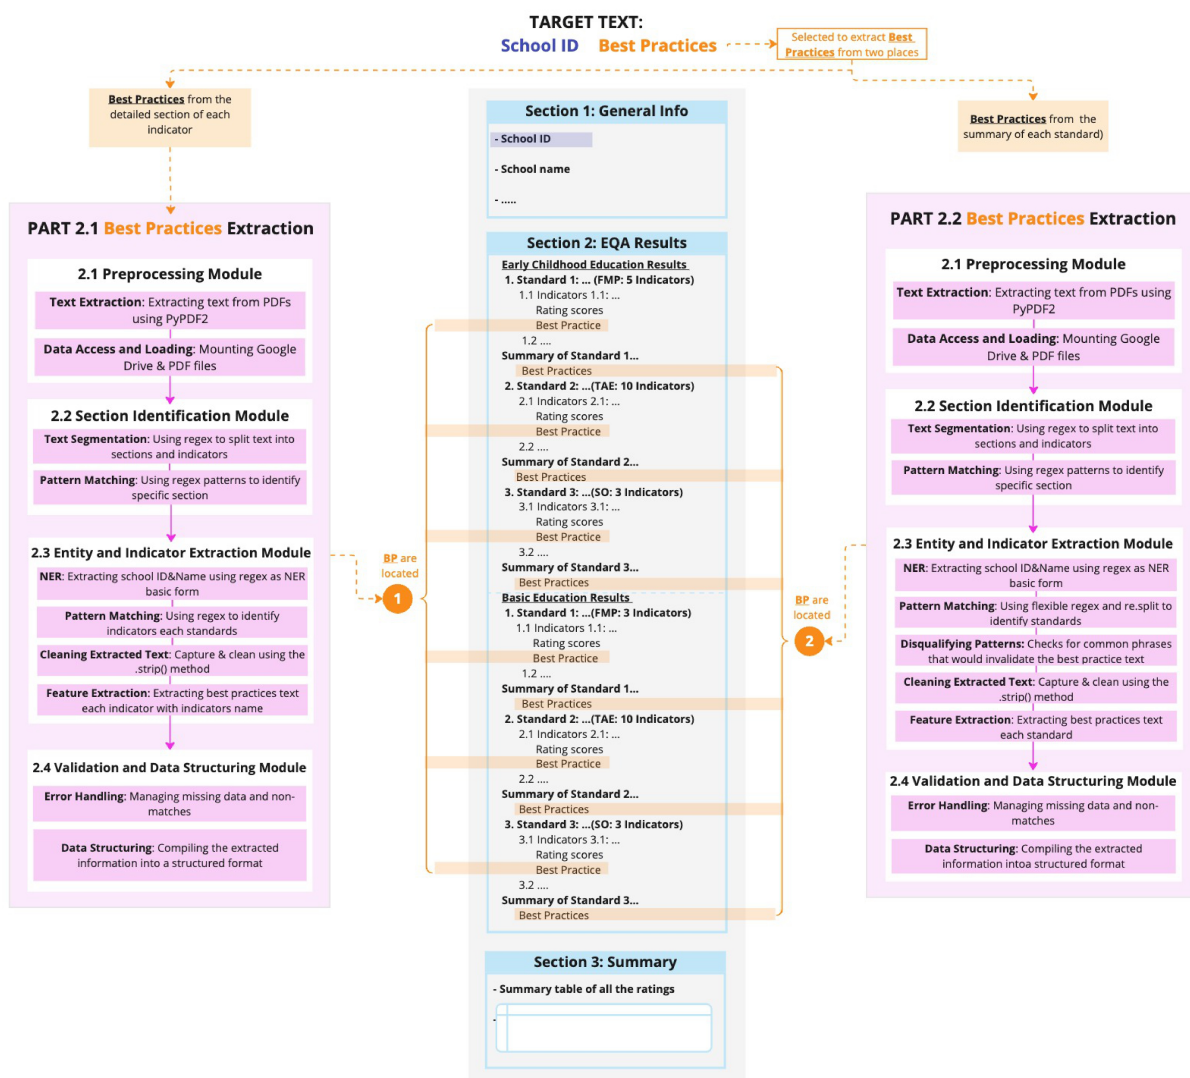 TARGET TEXT:
School ID Best Practices
Selected to extract Best
Practices from two places
Best Practices from the
detailed section of each
indicator
Best Practices from the
summary of each standard)
PART 2.1 Best Practices Extraction
2.1 Preprocessing Module
Text Extraction: Extracting text from PDFs
using PyPDF2
Data Access and Loading: Mounting Google
Drive & PDF files
2.2 Section Identification Module
Text Segmentation: Using regex to split text into
sections and indicators
Pattern Matching: Using regex patterns to identify
specific section
2.3 Entity and Indicator Extraction Module
NER: Extracting school ID&Name using regex as NER
basic form
Pattern Matching: Using regex to identify
indicators each standards
Cleaning Extracted Text: Capture & clean using the
.strip() method
Feature Extraction: Extracting best practices text
each indicator with indicators name
2.4 Validation and Data Structuring Module
Error Handling: Managing missing data and non-
matches
Data Structuring: Compiling the extracted
information into a structured format
BP are
located
1
Section 1: General Info
- School ID
- School name
- .....
Section 2: EQA Results
Early Childhood Education Results
1. Standard 1: ... (FMP: 5 Indicators)
1.1 Indicators 1.1: ...
Rating scores
Best Practice
1.2 ....
Summary of Standard 1...
Best Practices
2. Standard 2: ...(TAE: 10 Indicators)
2.1 Indicators 2.1: ...
Rating scores
Best Practice
2.2 ....
Summary of Standard 2...
Best Practices
3. Standard 3: ...(SO: 3 Indicators)
3.1 Indicators 3.1: ...
Rating scores
Best Practice
3.2 ....
Summary of Standard 3...
Best Practices
Basic Education Results
1. Standard 1: ...(FMP: 3 Indicators)
1.1 Indicators 1.1: ...
Rating scores
Best Practice
1.2 ....
Summary of Standard 1...
Best Practices
2. Standard 2: ...(TAE: 10 Indicators)
2.1 Indicators 2.1: ...
Rating scores
Best Practice
2.2 ....
Summary of Standard 2...
Best Practices
3. Standard 3: ...(SO: 3 Indicators)
3.1 Indicators 3.1: ...
Rating scores
Best Practice
3.2 ....
Summary of Standard 3...
Best Practices
Section 3: Summary
- Summary table of all the ratings
-
BP are
located
2
PART 2.2 Best Practices Extraction
2.1 Preprocessing Module
Text Extraction: Extracting text from PDFs using
PyPDF2
Data Access and Loading: Mounting Google
Drive & PDF files
2.2 Section Identification Module
Text Segmentation: Using regex to split text into
sections and indicators
Pattern Matching: Using regex patterns to identify
specific section
2.3 Entity and Indicator Extraction Module
NER: Extracting school ID&Name using regex as NER
basic form
Pattern Matching: Using flexible regex and re.split to
identify standards
Disqualifying Patterns: Checks for common phrases
that would invalidate the best practice text
Cleaning Extracted Text: Capture & clean using the
.strip() method
Feature Extraction: Extracting best practices text
each standard
2.4 Validation and Data Structuring Module
Error Handling: Managing missing data and non-
matches
Data Structuring: Compiling the extracted
information intoa structured format